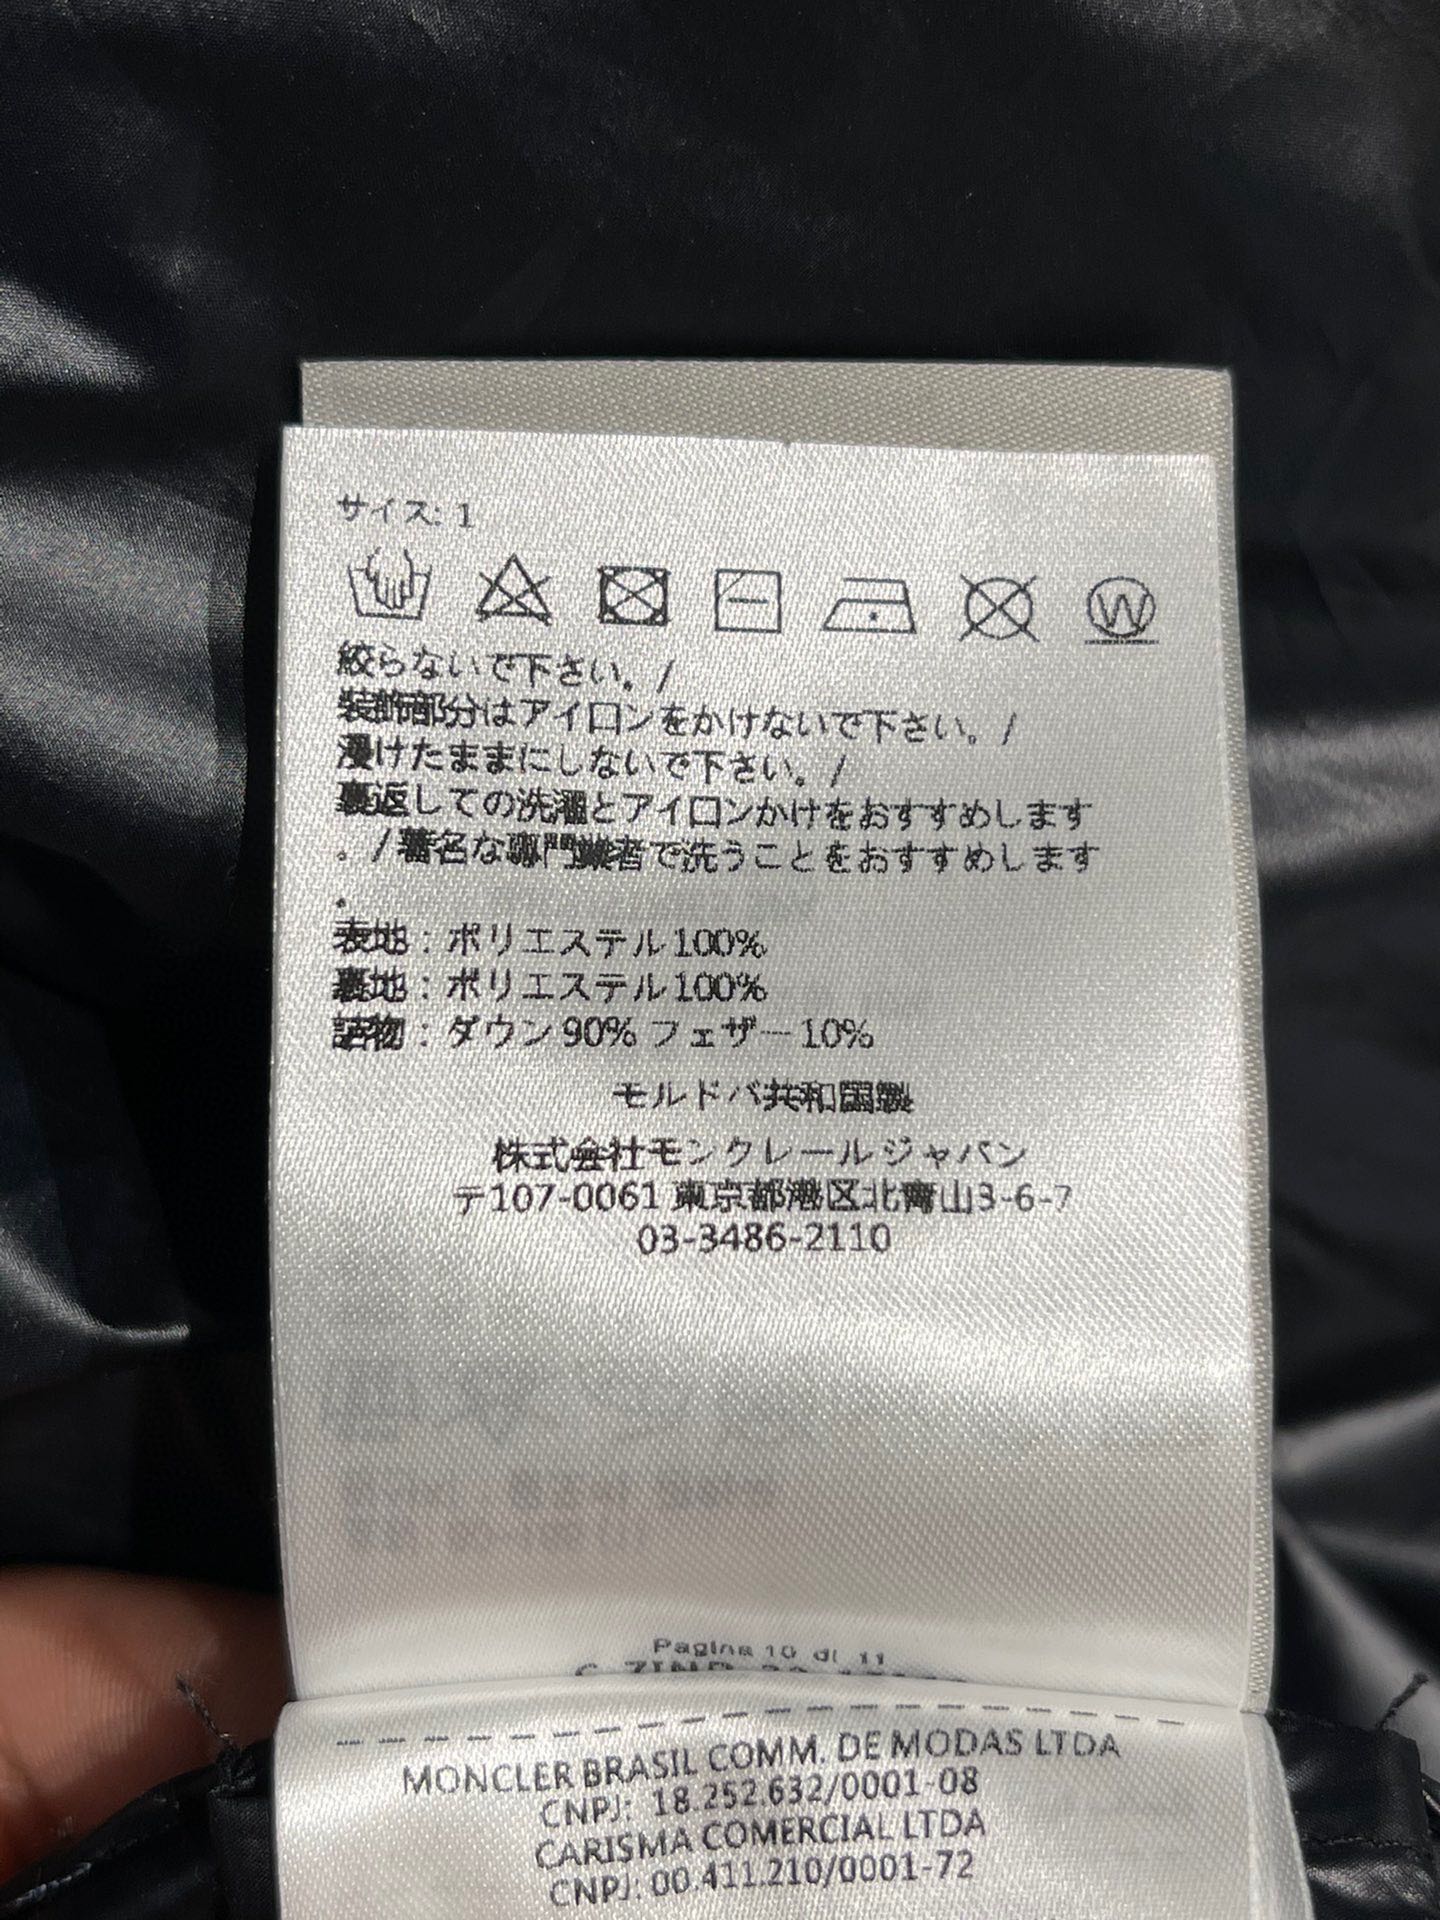 サイズ: 1
絞らないで下さい。/
装飾部分はアイロンをかけないで下さい。/
浸けたままにしないで下さい。/
裏返しての洗濯とアイロンかけをおすすめします
。/著名な専門業者で洗うことをおすすめします
。
表地：ポリエステル100%
裏地：ポリエステル100%
詰物：ダウン 90% フェザー 10%
モルドバ共和国製
株式会社モンクレールジャパン
〒107-0061 東京都港区北青山3-6-7
03-3486-2110
Pagina 10 di 11
MONCLER BRASIL COMM. DE MODAS LTDA
CNPJ: 18.252.632/0001-08
CARISMA COMERCIAL LTDA
CNPJ: 00.411.210/0001-72